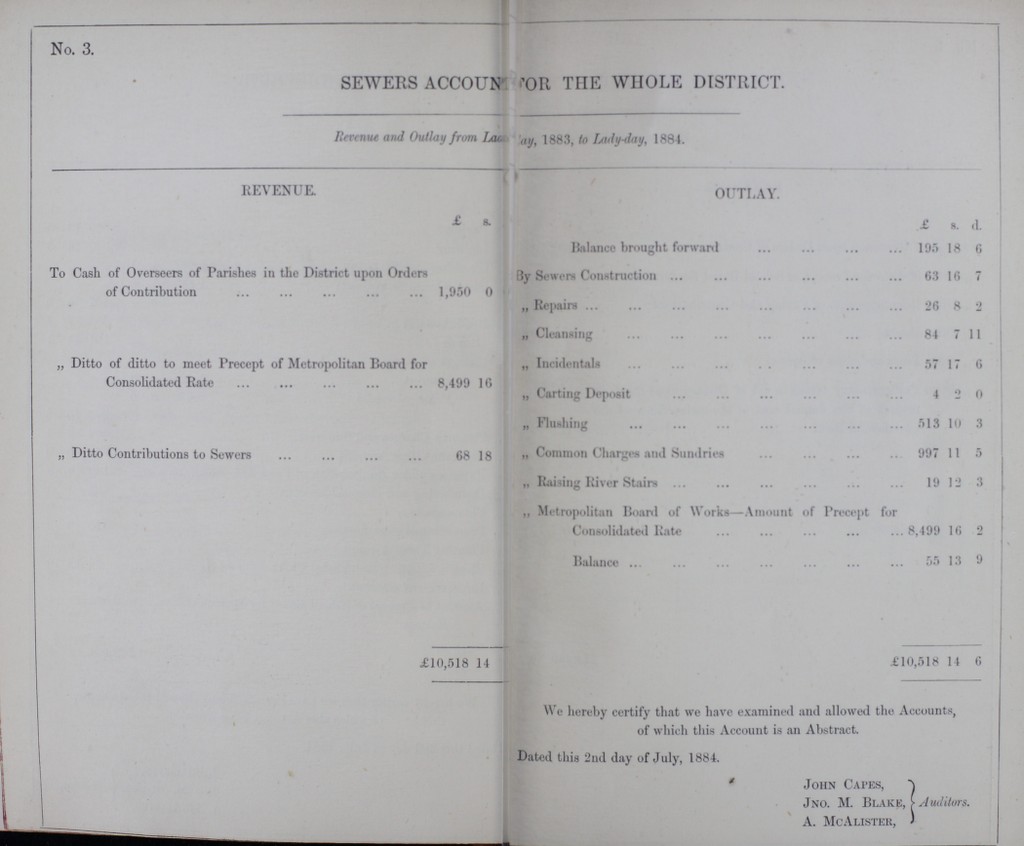 No. 3.
SEWERS ACCOUN FOR THE WHOLE DISTRICT.
Revenue and Outlay from La ay, 1883, to Lady-day, 1884.
REVENUE.
£ s.
To Cash of Overseers of Parishes in the District upon Orders
of Contribution ... ... ... ... ... 1,950 0
„ Ditto of ditto to meet Precept of Metropolitan Board for
Consolidated Rate ... ... ... ... ... 8,499 16
„ Ditto Contributions to Sewers ... ... ... ... 68 18
£10,518 14
OUTLAY.
£ s. d.
Balance brought forward ... ... ... ... 195 18 6
By Sewers Construction ... ... ... ... ... ... 63 16 7
„ Repairs ... ... ... ... ... ... ... ... 26 8 2
„ Cleansing ... ... ... ... ... ... ... 84 7 11
„ Incidentals ... ... ... ... ... ... ... 57 17 6
„ Carting Deposit ... ... ... ... ... ... 4 2 0
„ Flushing ... ... ... ... ... ... ... 513 10 3
„ Common Charges and Sundries ... ... ... ... 997 11 5
„ Raising River Stairs ... ... ... ... ... ... 19 12 3
„ Metropolitan Board of Works—Amount of Precept for
Consolidated Rate ... ... ... ... ... 8,499 16 2
Balance ... ... ... ... ... ... ... 55 13 9
£10,518 14 6
We hereby certify that we have examined and allowed the Accounts,
of which this Account is an Abstract.
Dated this 2nd day of July, 1884.
John Capes,
Jno. M. Blake, Auditors.
A. McAlister,